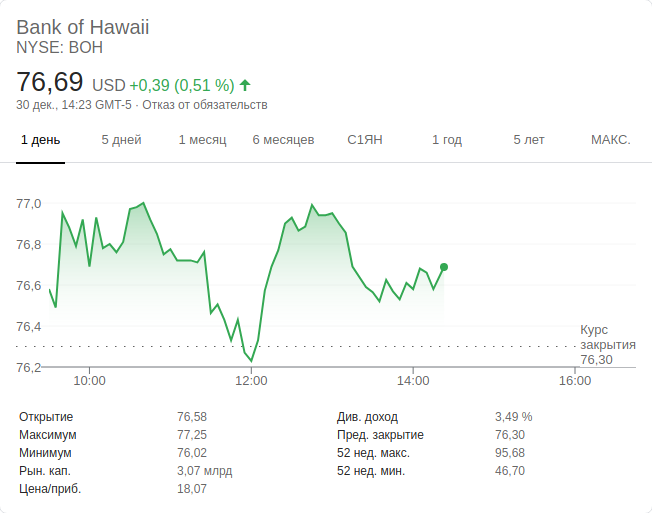 Bank of Hawaii
NYSE: BOH
76,69 USD +0,39 (0,51 %)
30 дек., 14:23 GMT-5 · Отказ от обязательств
1 день 5 дней 1 месяц 6 месяцев С1ЯН 1 год 5 лет МАКС.
77,0
76,8
76,6
76,4
Курс
закрытия
76,30
76,2
10:00 12:00 14:00 16:00
Открытие 76,58 Див. доход 3,49 %
Максимум 77,25 Пред. закрытие 76,30
Минимум 76,02 52 нед. макс. 95,68
Рын. кап. 3,07 млрд 52 нед. мин. 46,70
Цена/приб. 18,07